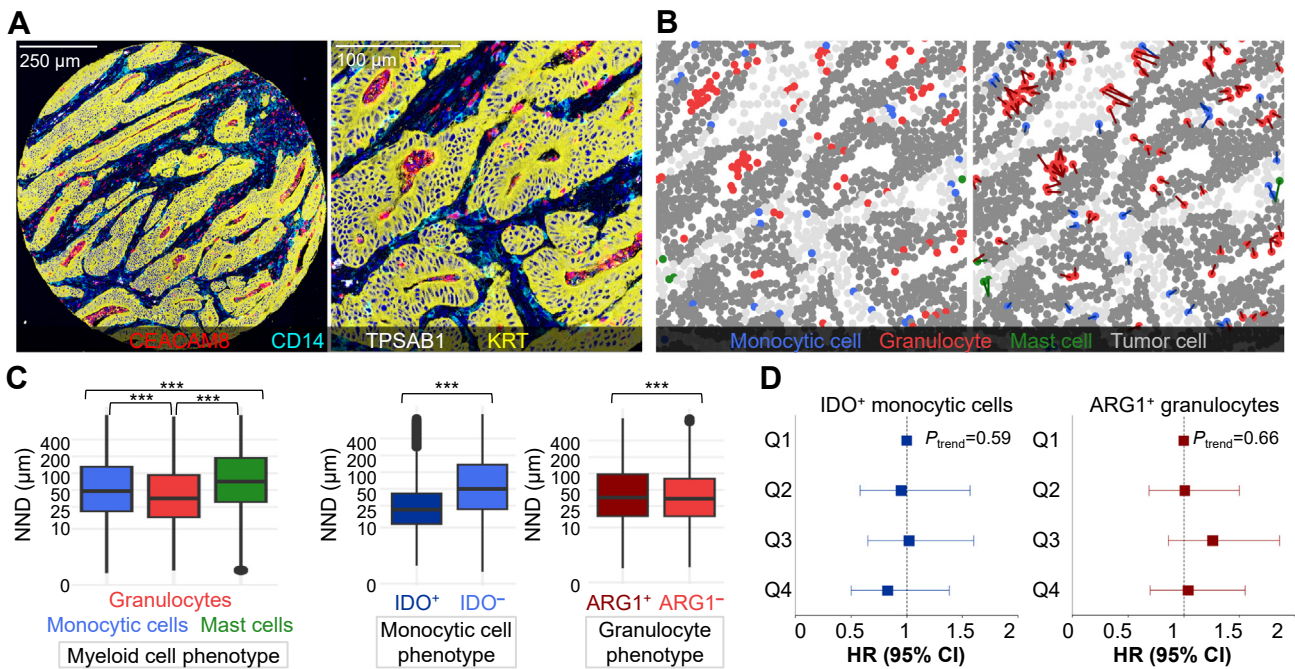 A
250 µm
100 µm
CEACAM8 CD14 TPSAB1 KRT
B
Monocytic cell Granulocyte Mast cell Tumor cell
C
***
*** ***
NND (µm)
400
200
100
50
25
10
0
Granulocytes
Monocytic cells Mast cells
Myeloid cell phenotype
***
NND (µm)
400
200
100
50
25
10
0
IDO⁺ IDO⁻
Monocytic cell
phenotype
***
NND (µm)
400
200
100
50
25
10
0
ARG1⁺ ARG1⁻
Granulocyte
phenotype
D
IDO⁺ monocytic cells
Ptrend=0.59
Q1
Q2
Q3
Q4
0 0.5 1 1.5 2
HR (95% CI)
ARG1⁺ granulocytes
Ptrend=0.66
Q1
Q2
Q3
Q4
0 0.5 1 1.5 2
HR (95% CI)